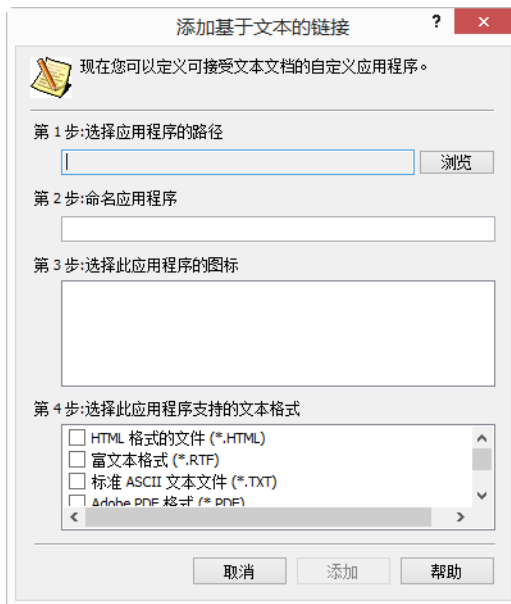 添加基于文本的链接
?
×
现在您可以定义可接受文本文档的自定义应用程序。
第 1 步:选择应用程序的路径
浏览
第 2 步:命名应用程序
第 3 步:选择此应用程序的图标
第 4 步:选择此应用程序支持的文本格式
HTML 格式的文件 (*.HTML)
富文本格式 (*.RTF)
标准 ASCII 文本文件 (*.TXT)
Adobe PDF 格式 (*.PDF)
取消 添加 帮助